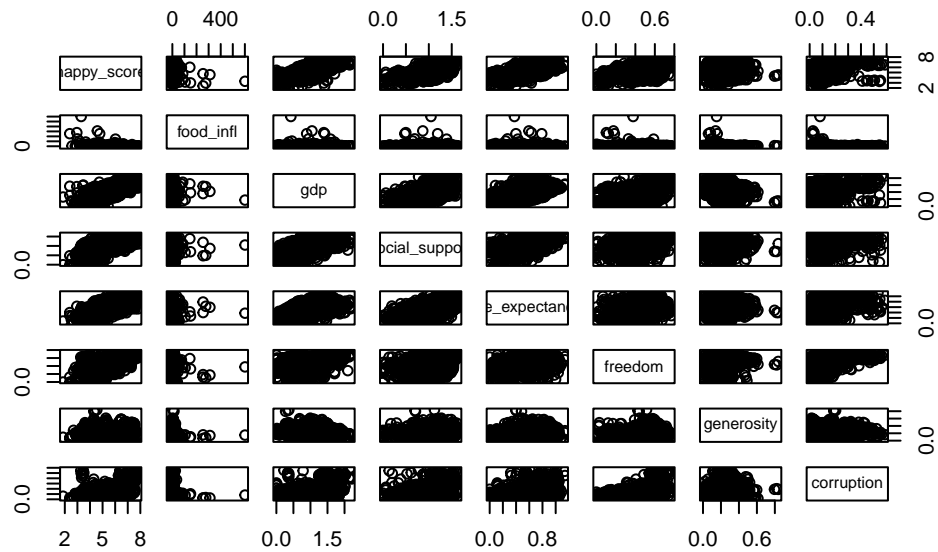 0 400 0.0 1.5 0.0 0.6 0.0 0.4
happy_score 2 8
0 food_infl
gdp 0.0
0.0 ocial_suppo
e_expectanc 0.0
0.0 freedom
generosity 0.0
0.0 corruption
2 5 8 0.0 1.5 0.0 0.8 0.0 0.6